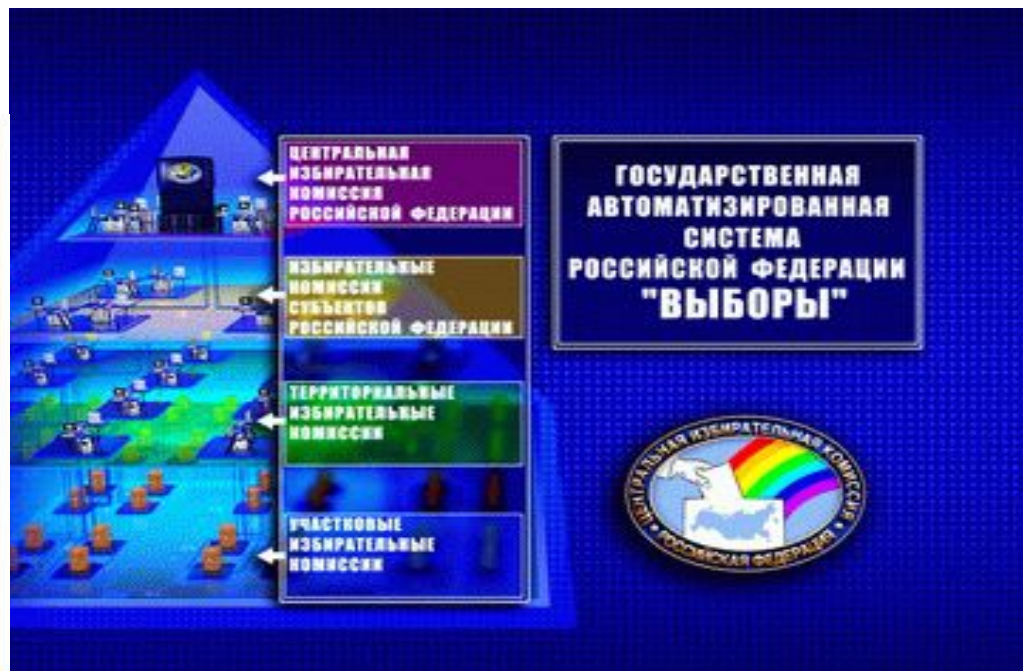 ЦЕНТРАЛЬНАЯ
ИЗБИРАТЕЛЬНАЯ
КОМИССИЯ
РОССИЙСКОЙ ФЕДЕРАЦИИ
ИЗБИРАТЕЛЬНЫЕ
КОМИССИИ
СУБЪЕКТОВ
РОССИЙСКОЙ ФЕДЕРАЦИИ
ТЕРРИТОРИАЛЬНЫЕ
ИЗБИРАТЕЛЬНЫЕ
КОМИССИИ
УЧАСТКОВЫЕ
ИЗБИРАТЕЛЬНЫЕ
КОМИССИИ
ГОСУДАРСТВЕННАЯ
АВТОМАТИЗИРОВАННАЯ
СИСТЕМА
РОССИЙСКОЙ ФЕДЕРАЦИИ
"ВЫБОРЫ"
ЦЕНТРАЛЬНАЯ ИЗБИРАТЕЛЬНАЯ КОМИССИЯ
РОССИЙСКАЯ ФЕДЕРАЦИЯ